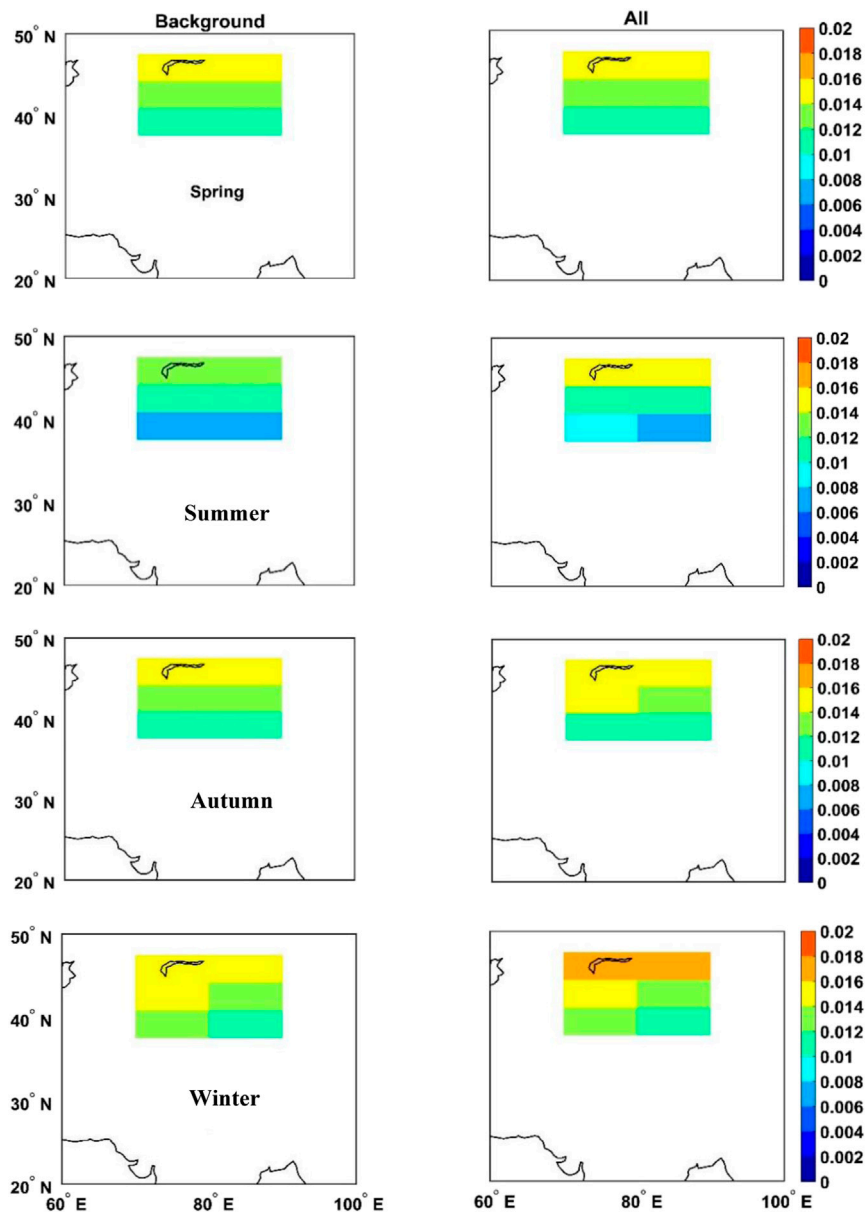 Background All
50° N
40° N
30° N
20° N
Spring
0.02
0.018
0.016
0.014
0.012
0.01
0.008
0.006
0.004
0.002
0
50° N
40° N
30° N
20° N
Summer
0.02
0.018
0.016
0.014
0.012
0.01
0.008
0.006
0.004
0.002
0
50° N
40° N
30° N
20° N
Autumn
0.02
0.018
0.016
0.014
0.012
0.01
0.008
0.006
0.004
0.002
0
50° N
40° N
30° N
20° N
Winter
0.02
0.018
0.016
0.014
0.012
0.01
0.008
0.006
0.004
0.002
0
60° E 80° E 100° E 60° E 80° E 100° E